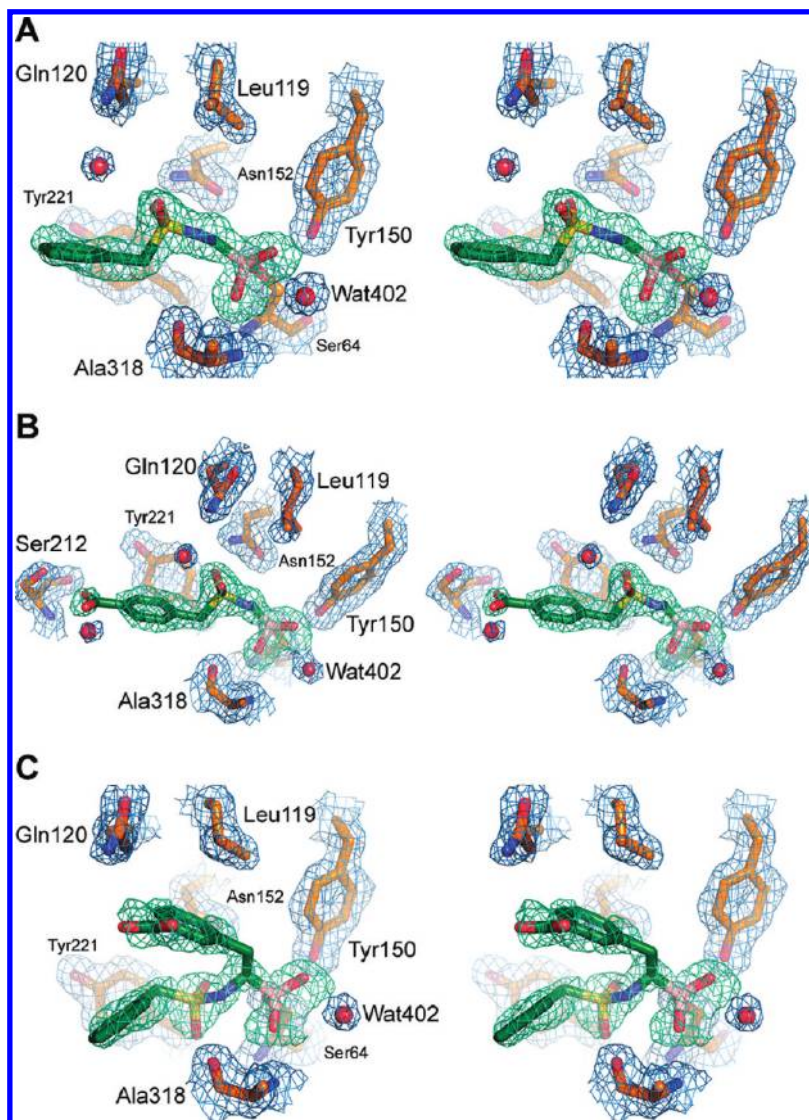 A
Gln120
Leu119
Asn152
Tyr221
Tyr150
Wat402
Ser64
Ala318
B
Gln120
Leu119
Tyr221
Ser212
Asn152
Tyr150
Wat402
Ala318
C
Gln120
Leu119
Asn152
Tyr221
Tyr150
Wat402
Ser64
Ala318